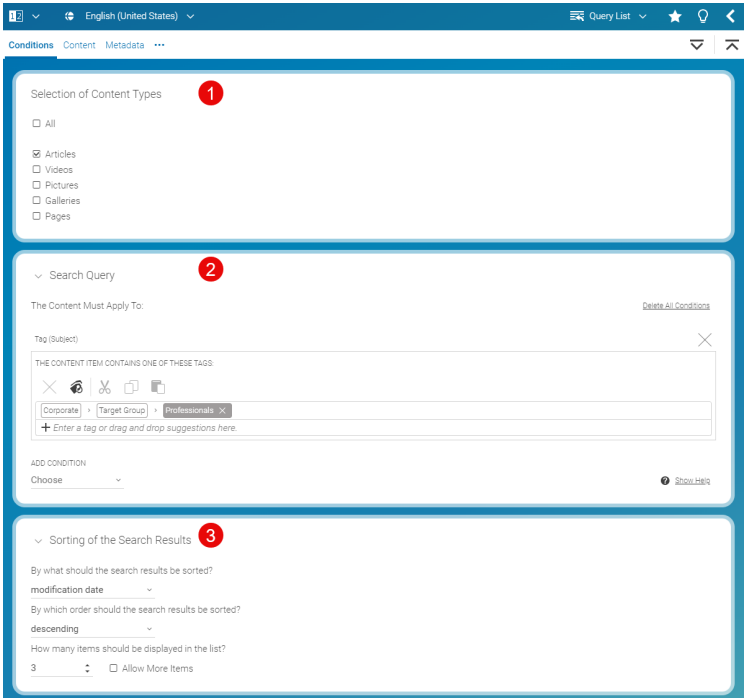 12 English (United States) Query List
Conditions Content Metadata •••
Selection of Content Types 1
All
Articles
Videos
Pictures
Galleries
Pages
Search Query 2
The Content Must Apply To: Delete All Conditions
Tag (Subject)
THE CONTENT ITEM CONTAINS ONE OF THESE TAGS:
Corporate Target Group Professionals
Enter a tag or drag and drop suggestions here.
ADD CONDITION
Choose Show Help
Sorting of the Search Results 3
By what should the search results be sorted?
modification date
By which order should the search results be sorted?
descending
How many items should be displayed in the list?
3 Allow More Items